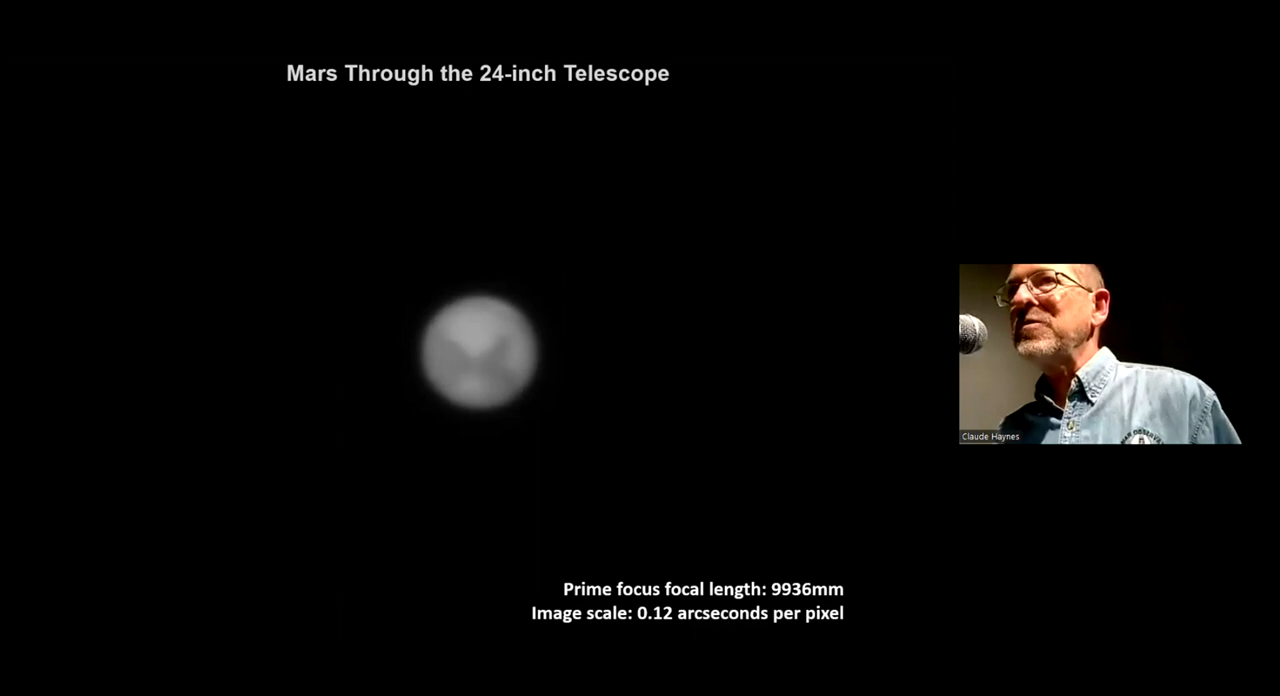 Mars Through the 24-inch Telescope
Prime focus focal length: 9936mm
Image scale: 0.12 arcseconds per pixel
Claude Haynes